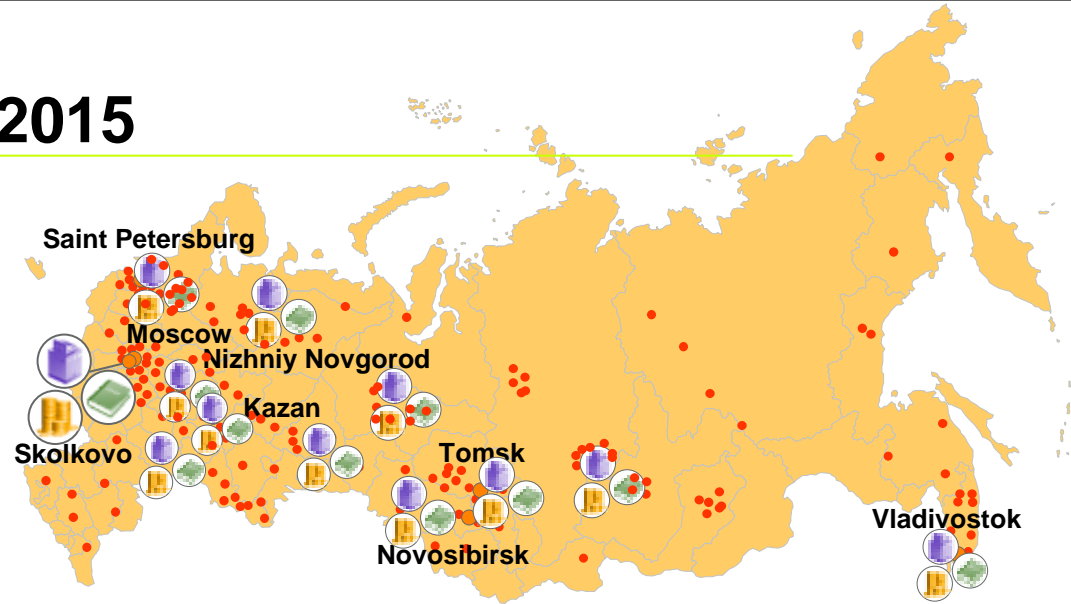 2015
Saint Petersburg
Moscow
Nizhniy Novgorod
Kazan
Skolkovo
Tomsk
Vladivostok
Novosibirsk